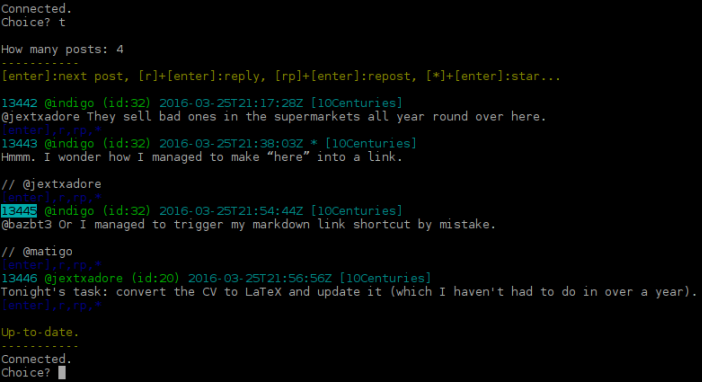 Connected.
Choice? t
How many posts: 4
-----------
[enter]:next post, [r]+[enter]:reply, [rp]+[enter]:repost, [*]+[enter]:star...
13442 @indigo (id:32) 2016-03-25T21:17:28Z [10Centuries]
@jextxadore They sell bad ones in the supermarkets all year round over here.
[enter],r,rp,*
13443 @indigo (id:32) 2016-03-25T21:38:03Z * [10Centuries]
Hmmm. I wonder how I managed to make “here” into a link.
// @jextxadore
[enter],r,rp,*
13445 @indigo (id:32) 2016-03-25T21:54:44Z [10Centuries]
@bazbt3 Or I managed to trigger my markdown link shortcut by mistake.
// @matigo
[enter],r,rp,*
13446 @jextxadore (id:20) 2016-03-25T21:56:56Z [10Centuries]
Tonight's task: convert the CV to LaTeX and update it (which I haven't had to do in over a year).
[enter],r,rp,*
Up-to-date.
-----------
Connected.
Choice?